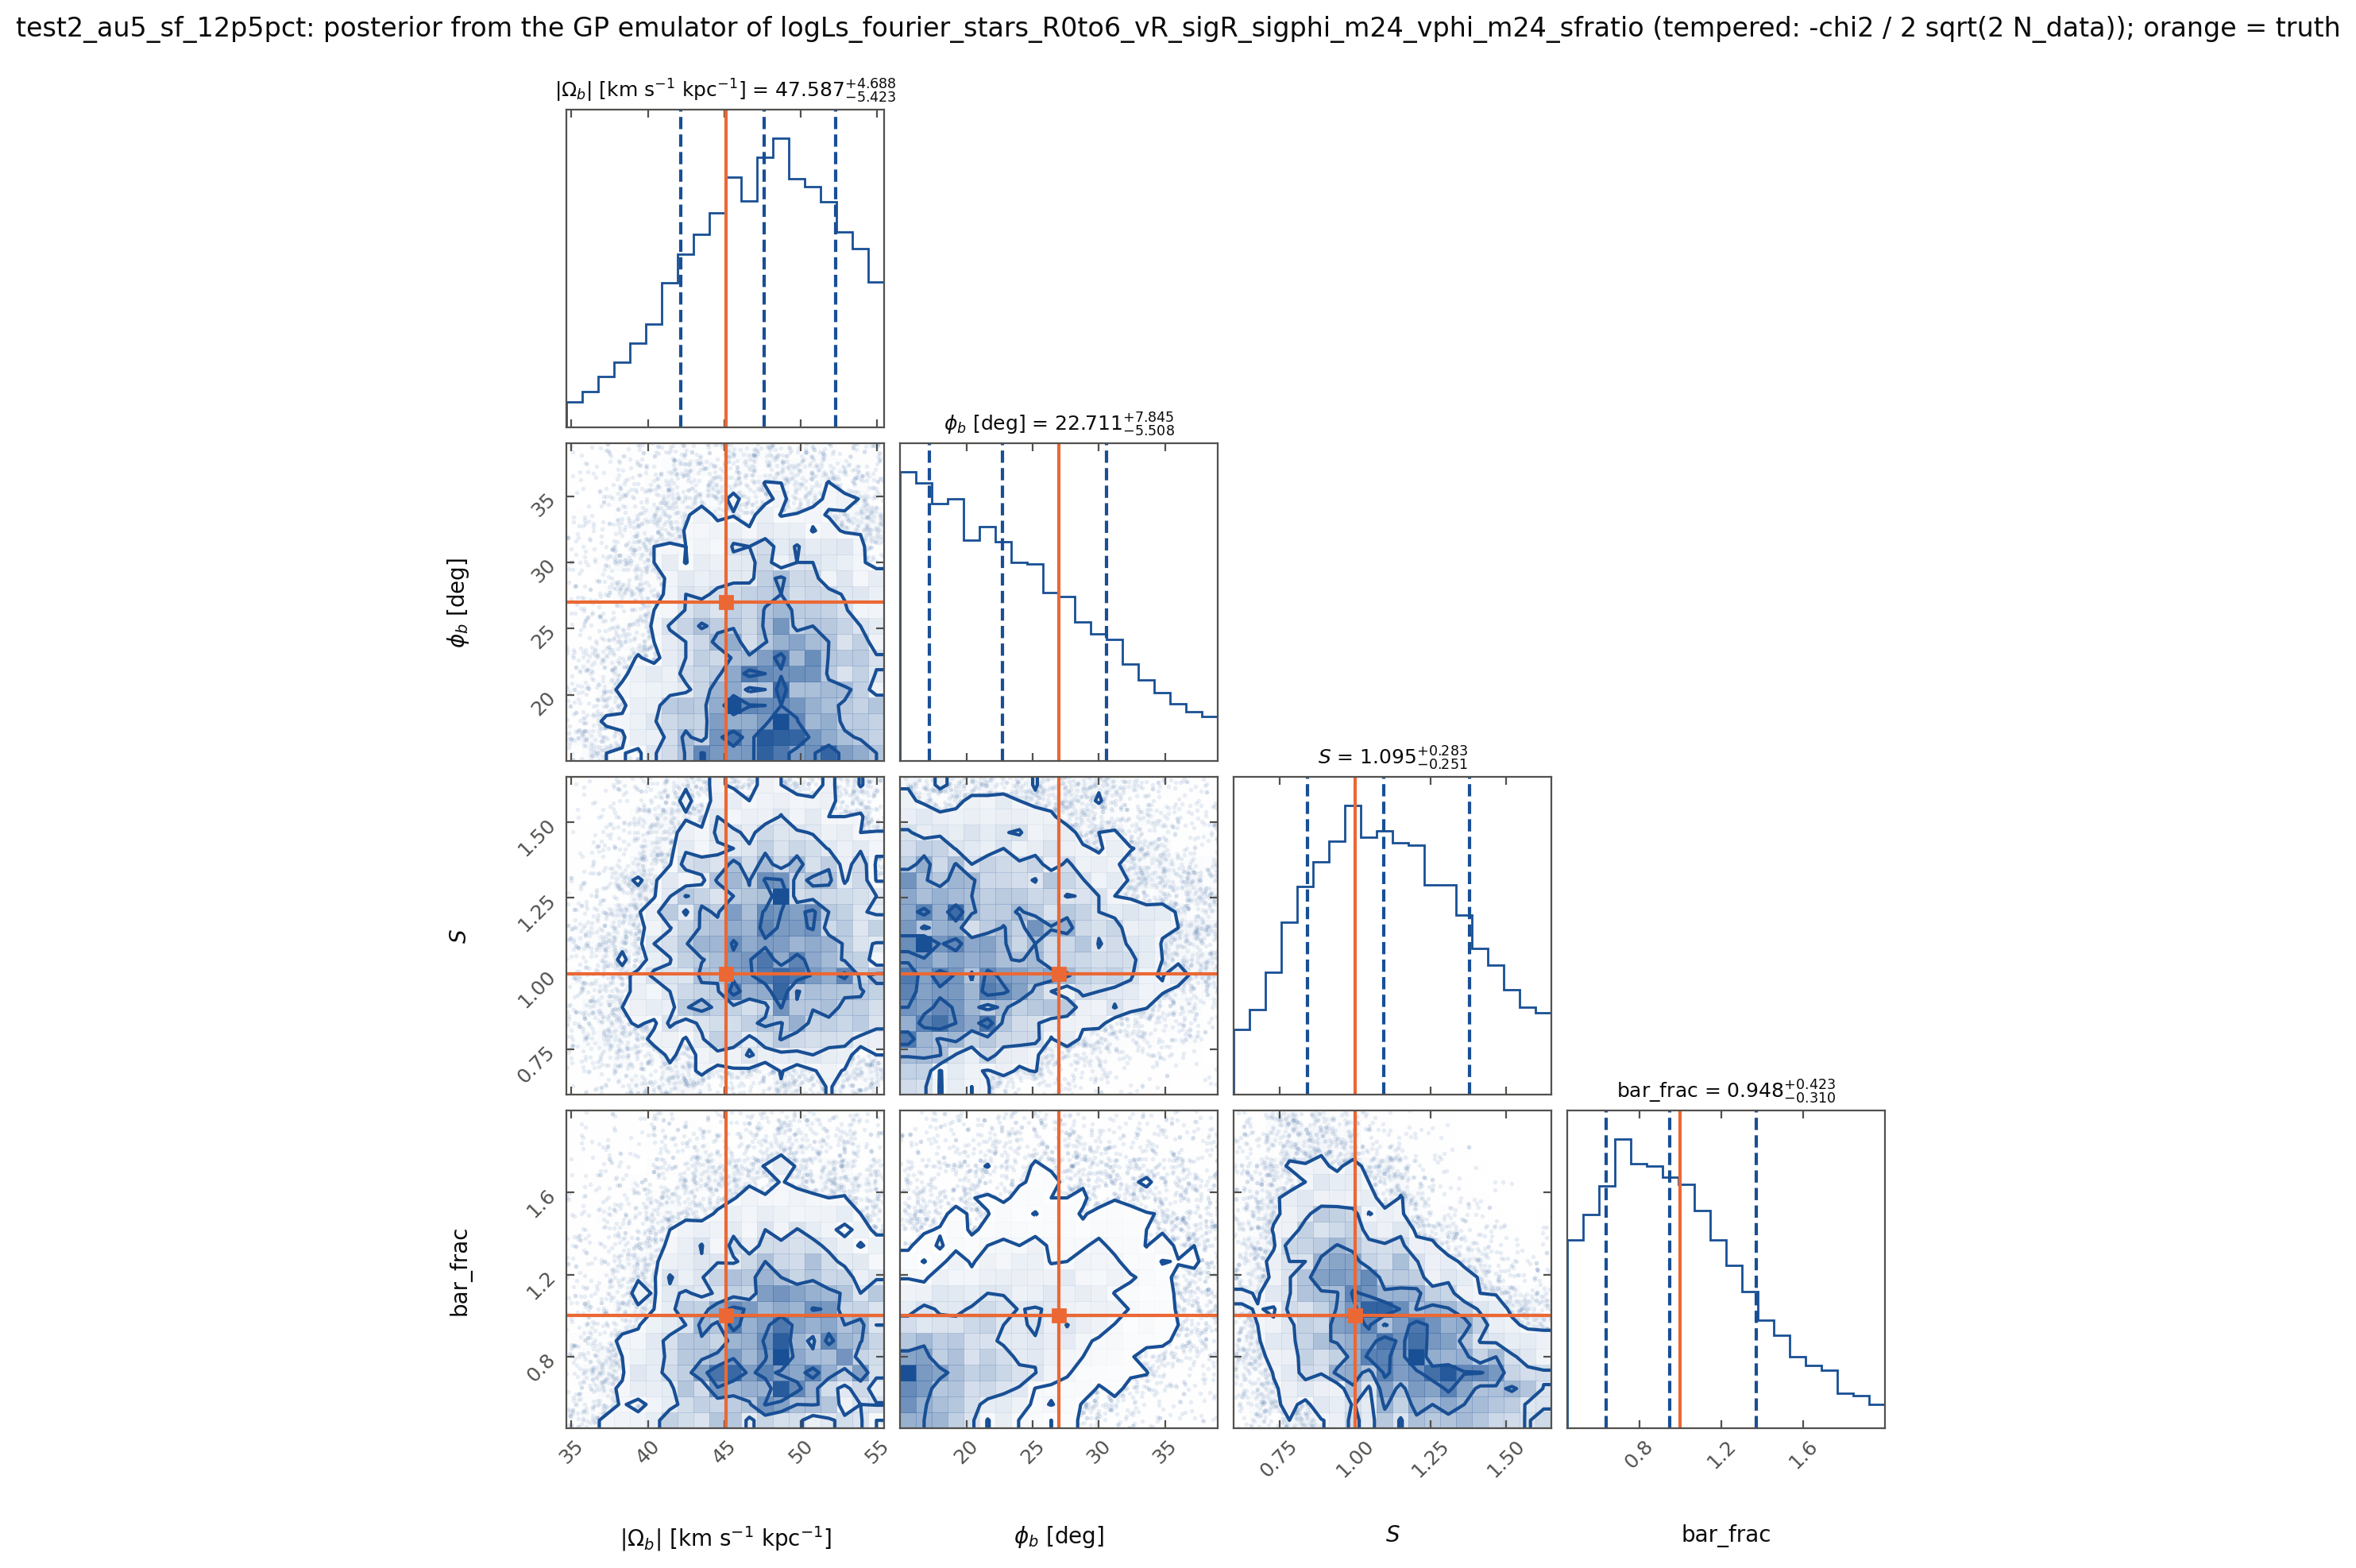 test2_au5_sf_12p5pct: posterior from the GP emulator of logLs_fourier_stars_R0to6_vR_sigR_sigphi_m24_vphi_m24_sfratio (tempered: -chi2 / 2 sqrt(2 N_data)); orange = truth
|Ω_b| [km s⁻¹ kpc⁻¹] = 47.587 +4.688 −5.423
ϕ_b [deg] = 22.711 +7.845 −5.508
35
30
25
20
ϕ_b [deg]
S = 1.095 +0.283 −0.251
1.50
1.25
1.00
0.75
S
bar_frac = 0.948 +0.423 −0.310
1.6
1.2
0.8
bar_frac
35 40 45 50 55 20 25 30 35 0.75 1.00 1.25 1.50 0.8 1.2 1.6
|Ω_b| [km s⁻¹ kpc⁻¹] ϕ_b [deg] S bar_frac